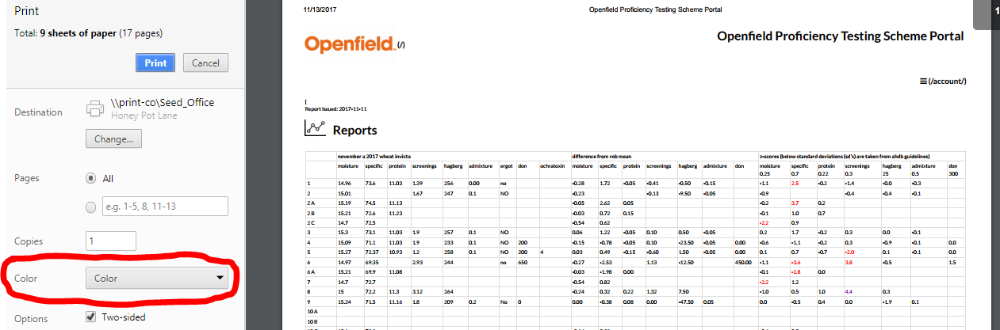 Print
Total: 9 sheets of paper (17 pages)
Print Cancel
Destination \\print-co\Seed_Office
Honey Pot Lane
Change...
Pages All
e.g. 1-5, 8, 11-13
Copies 1
Color Color
Options Two-sided
11/13/2017 Openfield Proficiency Testing Scheme Portal
1
Openfield (/) Openfield Proficiency Testing Scheme Portal
(/account/)
[
Report Issued: 2017-11-11
Reports
november a 2017 wheat invicta difference from rob mean z-scores (below standard deviations (sd's) are taken from ahdb guidelines)
moisture specific protein screenings hagberg admixture ergot don ochratoxin moisture specific protein screenings hagberg admixture don moisture specific protein screenings hagberg admixture don
0.25 0.7 0.22 0.3 25 0.5 300
1 14.96 73.6 11.03 1.39 256 0.00 no -0.28 1.72 -0.05 -0.41 -0.50 -0.15 -1.1 2.5 -0.2 -1.4 -0.0 -0.3
2 15.01 1.67 247 0.1 NO -0.23 -0.13 -9.50 -0.05 -0.9 -0.4 -0.4 -0.1
2 A 15.19 74.5 11.13 -0.05 2.62 0.05 -0.2 3.7 0.2
2 B 15.21 72.6 11.23 -0.03 0.72 0.15 -0.1 1.0 0.7
2 C 14.7 72.5 -0.54 0.62 -2.2 0.9
3 15.3 73.1 11.03 1.9 257 0.1 NO 0.06 1.22 -0.05 0.10 0.50 -0.05 0.2 1.7 -0.2 0.3 0.0 -0.1
4 15.09 71.1 11.03 1.9 233 0.1 NO 200 -0.15 -0.78 -0.05 0.10 -23.50 -0.05 0.00 -0.6 -1.1 -0.2 0.3 -0.9 -0.1 0.0
5 15.27 72.37 10.93 1.2 258 0.1 NO 200 4 0.03 0.49 -0.15 -0.60 1.50 -0.05 0.00 0.1 0.7 -0.7 -2.0 0.1 -0.1 0.0
6 14.97 69.35 2.93 244 no 650 -0.27 -2.53 1.13 -12.50 450.00 -1.1 -3.6 3.8 -0.5 1.5
6 A 15.21 69.9 11.08 -0.03 -1.98 0.00 -0.1 -2.8 0.0
7 14.7 72.7 -0.54 0.82 -2.2 1.2
8 15 72.2 11.3 3.12 264 -0.24 0.32 0.22 1.32 7.50 -1.0 0.5 1.0 4.4 0.3
9 15.24 71.5 11.16 1.8 209 0.2 No 0 0.00 -0.38 0.08 0.00 -47.50 0.05 0.0 -0.5 0.4 0.0 -1.9 0.1
10 A
10 B